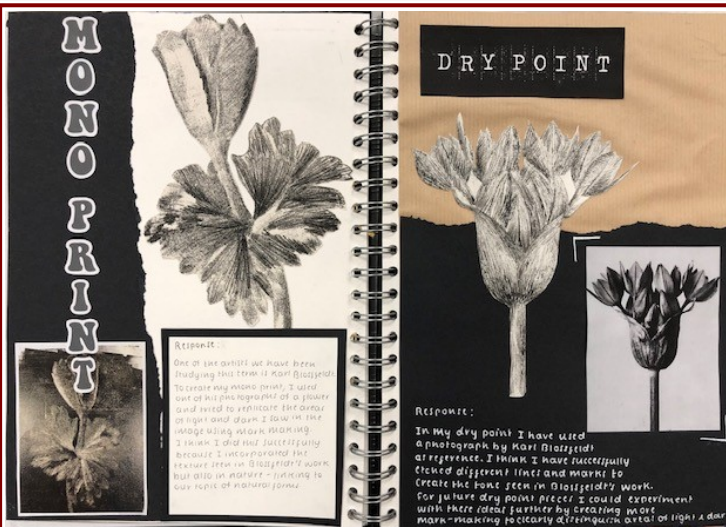 MONO PRINT
Response:
One of the artists we have been
studying this term is Karl Blossfeldt.
To create my mono print, I used
one of his photographs of a flower
and tried to replicate the areas
of light and dark I saw in the
image using mark making.
I think I did this successfully
because I incorporated the
texture seen in Blossfeldt's work
but also in nature - linking to
our topic of natural forms.
DRY POINT
Response:
In my dry point I have used
a photograph by Karl Blossfeldt
as reference. I think I have successfully
etched different lines and marks to
create the tone seen in Blossfeldt's work.
For future dry point pieces I could experiment
with these ideas further by creating more
mark-making to clearly distinguish areas of light & dark